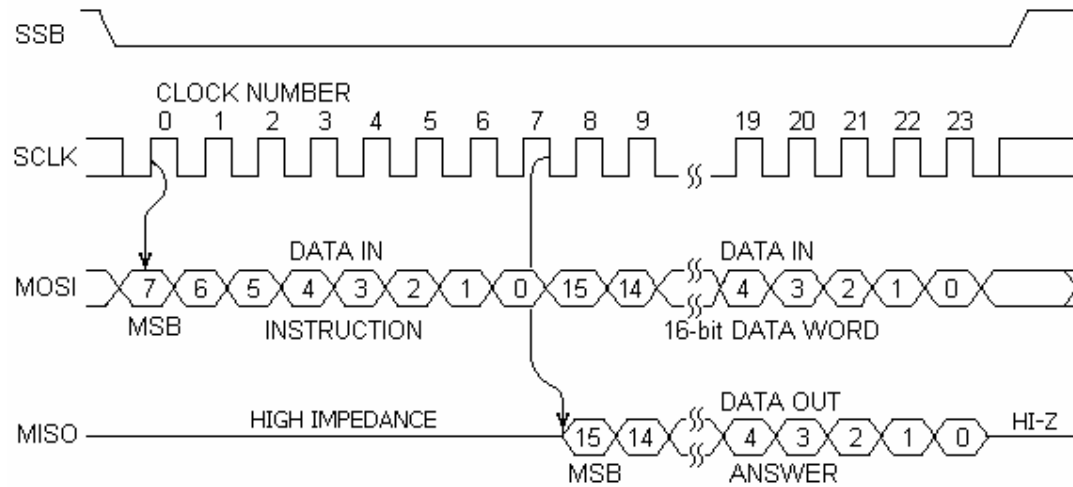 SSB
CLOCK NUMBER
0 1 2 3 4 5 6 7 8 9 19 20 21 22 23
SCLK
DATA IN DATA IN
MOSI 7 6 5 4 3 2 1 0 15 14 4 3 2 1 0
MSB INSTRUCTION 16-bit DATA WORD
DATA OUT
MISO HIGH IMPEDANCE 15 14 4 3 2 1 0 HI-Z
MSB ANSWER